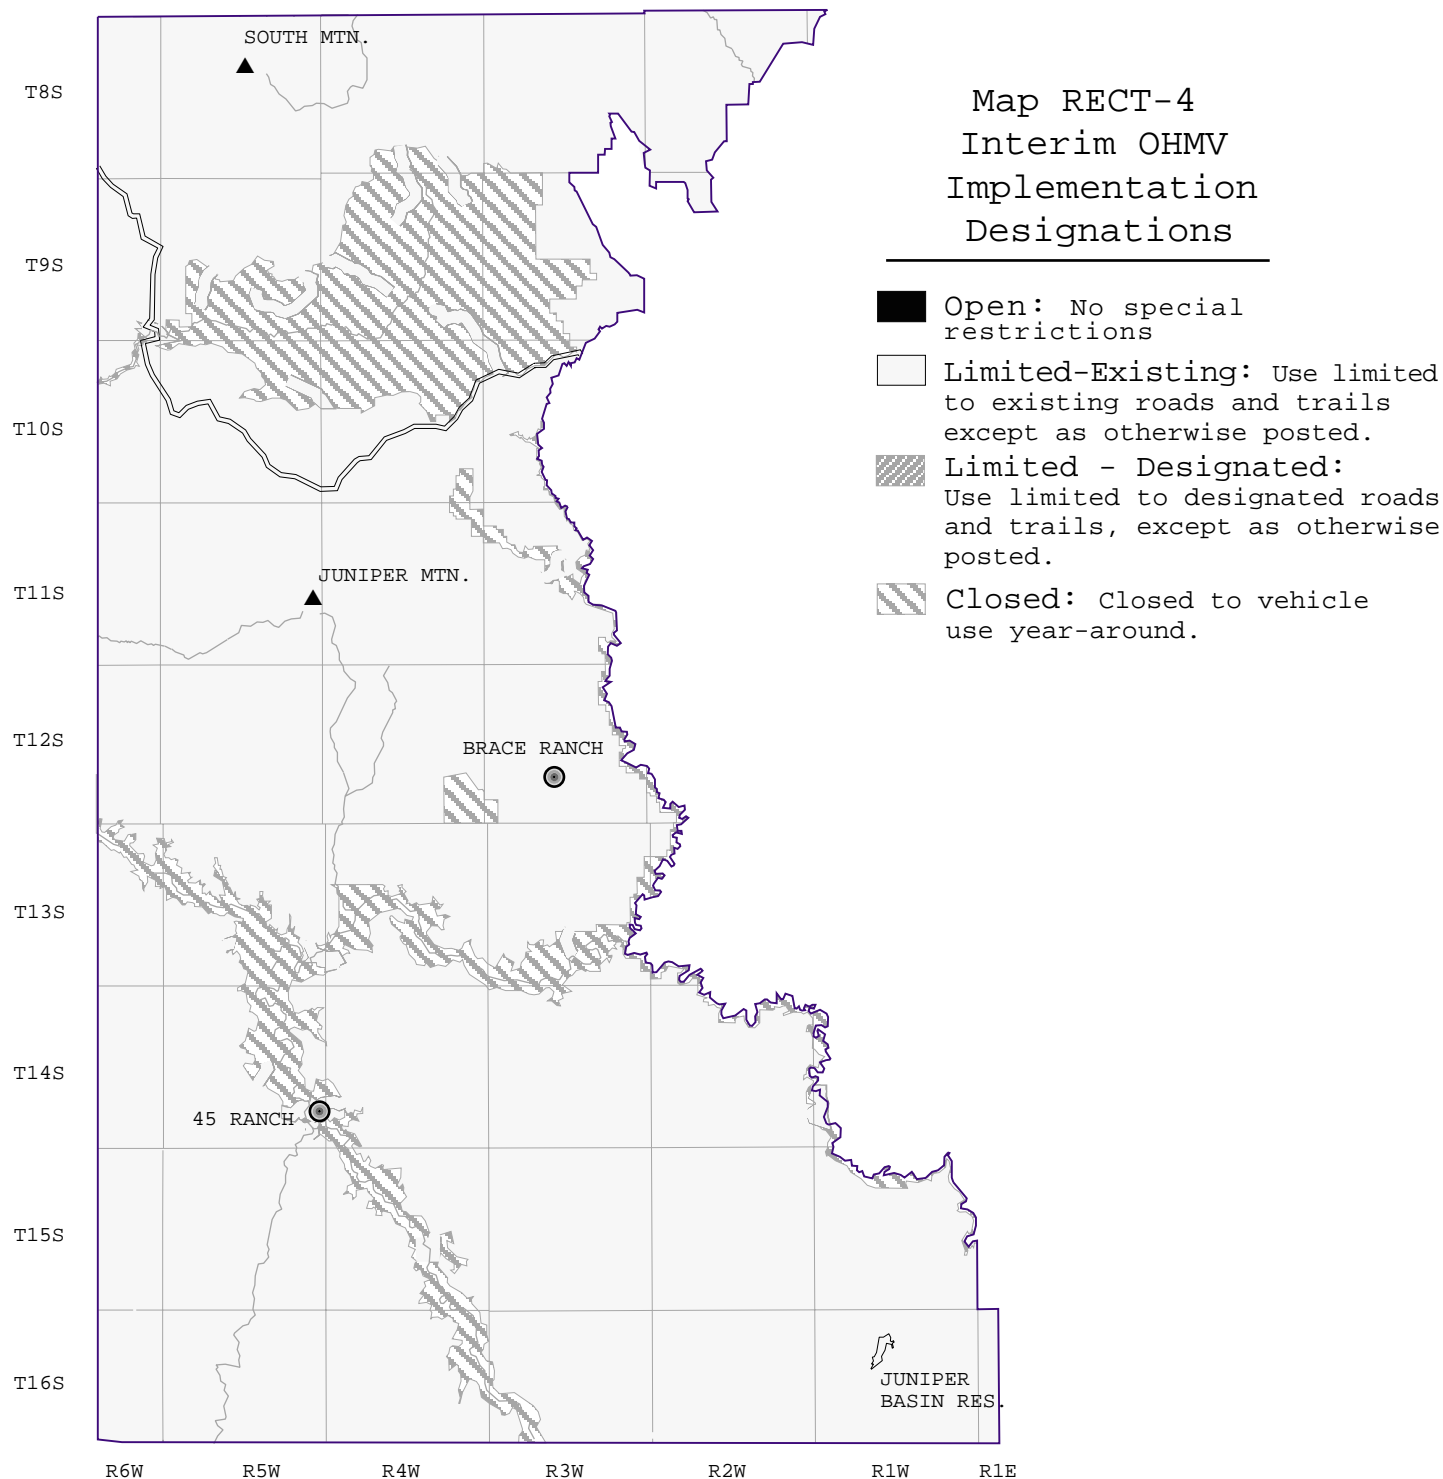 Map RECT-4
Interim OHMV
Implementation
Designations
Open: No special
restrictions
Limited-Existing: Use limited
to existing roads and trails
except as otherwise posted.
Limited - Designated:
Use limited to designated roads
and trails, except as otherwise
posted.
Closed: Closed to vehicle
use year-around.
SOUTH MTN.
JUNIPER MTN.
BRACE RANCH
45 RANCH
JUNIPER
BASIN RES.
T8S
T9S
T10S
T11S
T12S
T13S
T14S
T15S
T16S
R6W R5W R4W R3W R2W R1W R1E